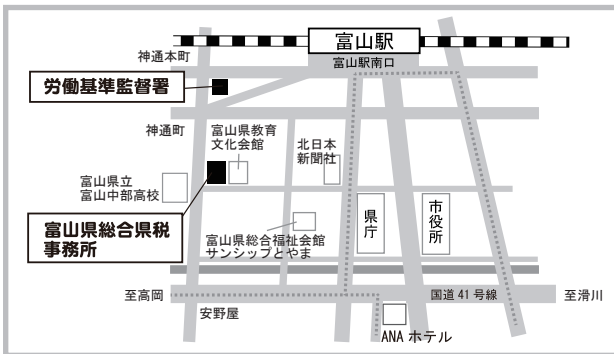 富山駅
富山駅南口
神通本町
労働基準監督署
神通町
富山県教育
文化会館
北日本
新聞社
富山県立
富山中部高校
県庁
市役所
富山県総合県税
事務所
富山県総合福祉会館
サンシップとやま
至高岡
国道41号線
至滑川
安野屋
ANAホテル